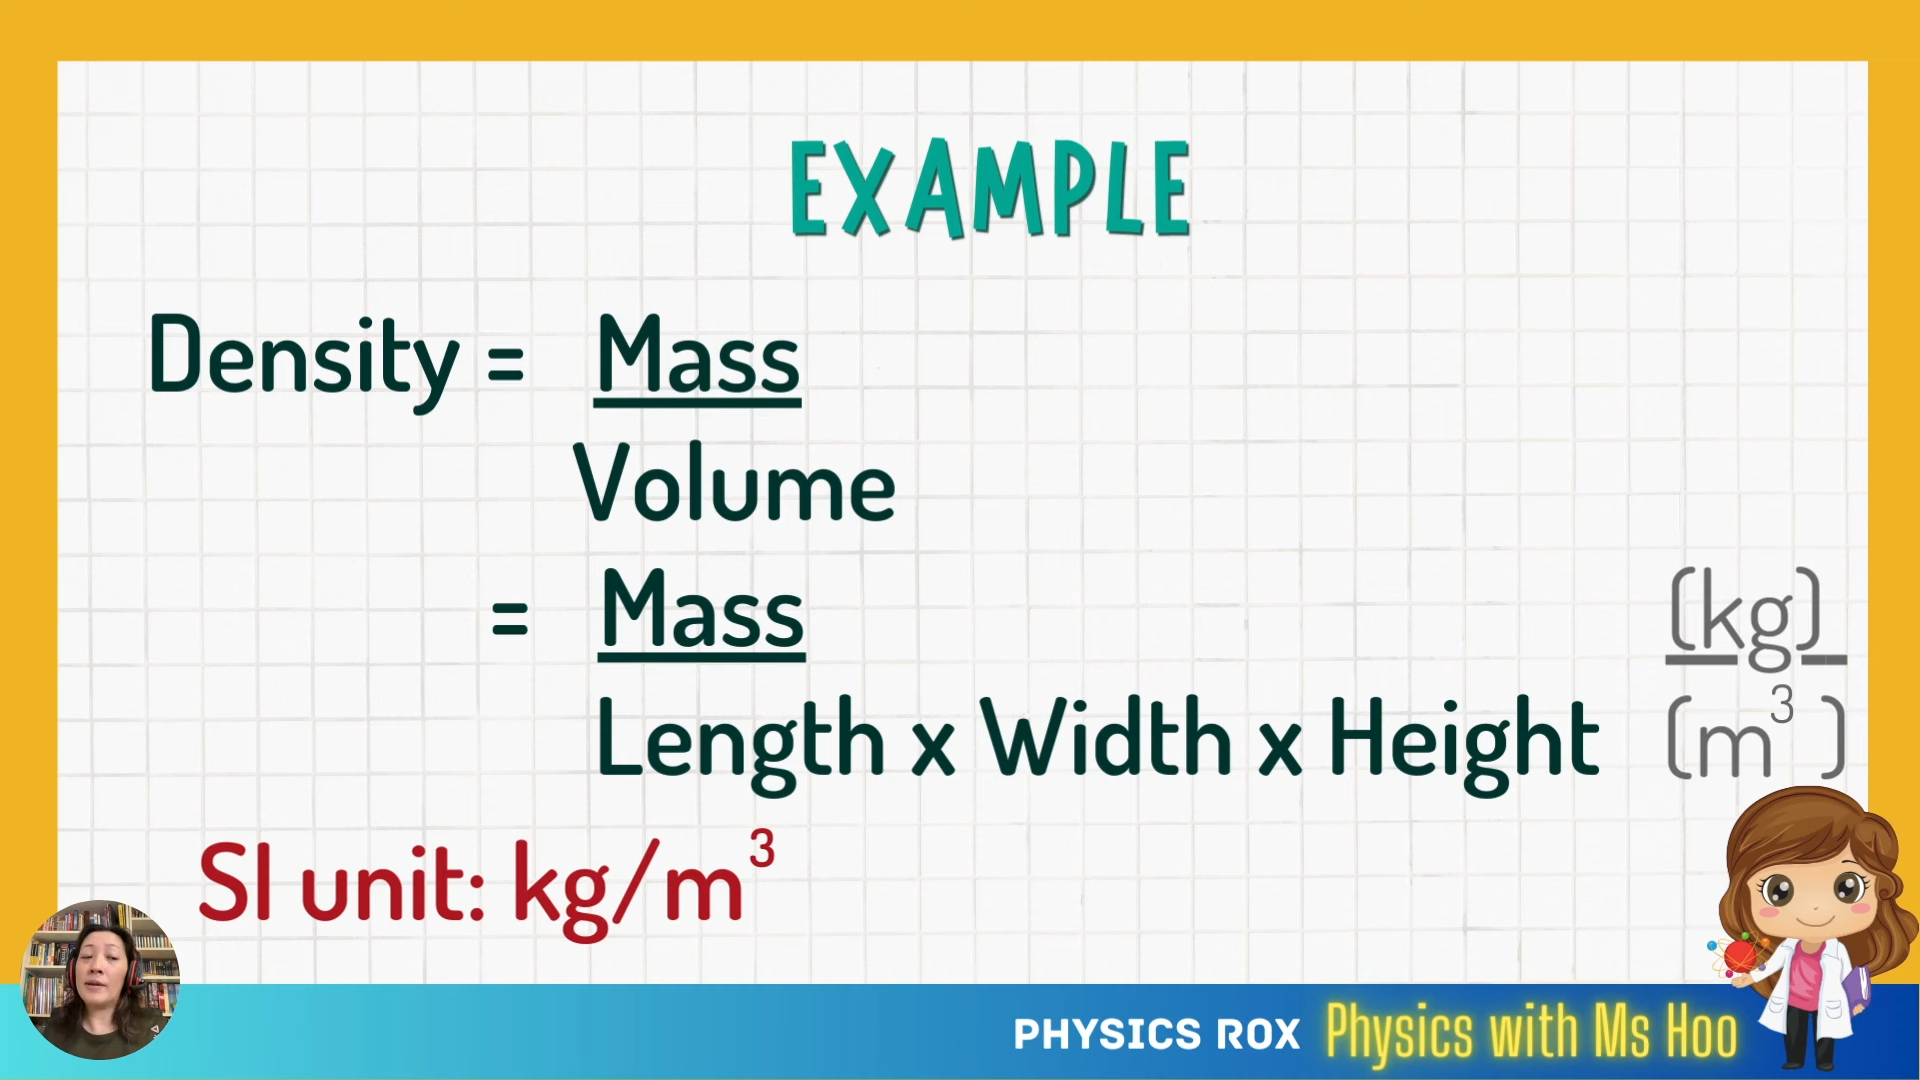 EXAMPLE
Density = Mass
Volume
= Mass (kg)
Length x Width x Height (m³)
SI unit: kg/m³
PHYSICS ROX Physics with Ms Hoo